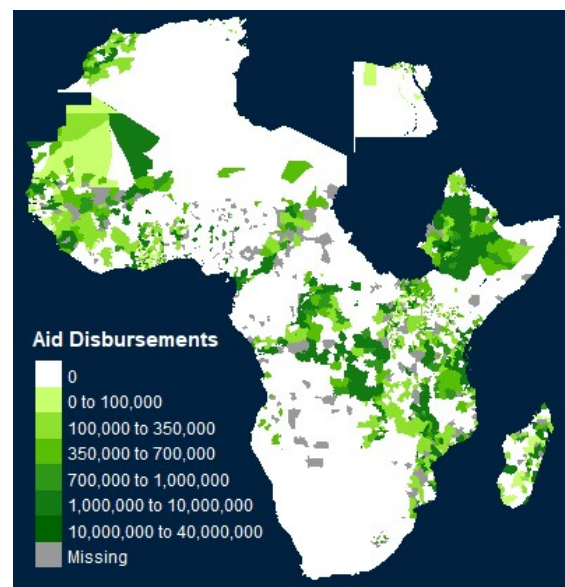 Aid Disbursements
0
0 to 100,000
100,000 to 350,000
350,000 to 700,000
700,000 to 1,000,000
1,000,000 to 10,000,000
10,000,000 to 40,000,000
Missing